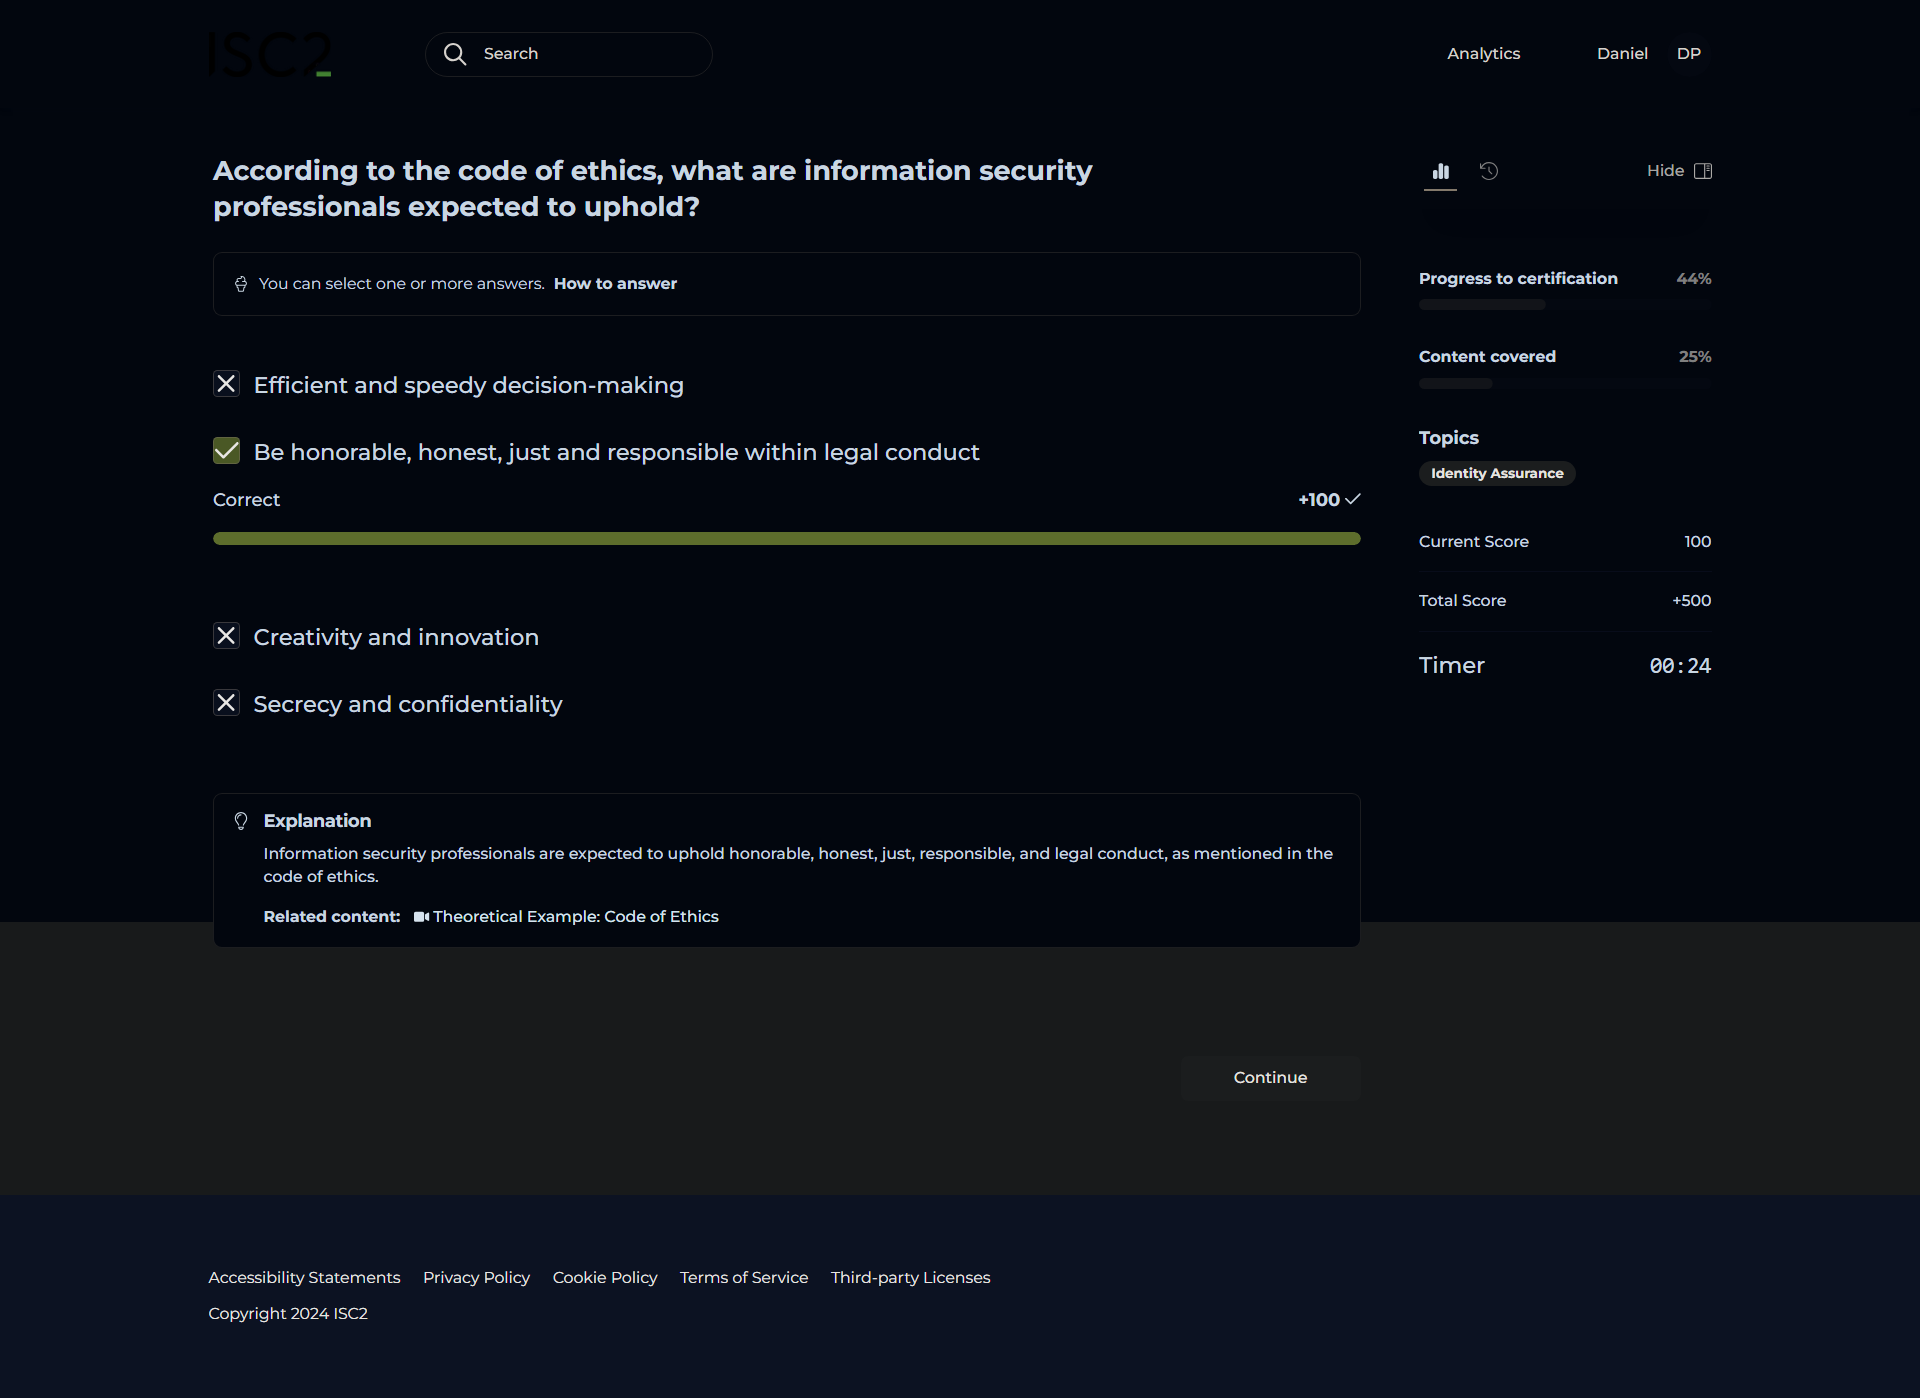 ISC2
Search
Analytics
Daniel
DP
According to the code of ethics, what are information security
professionals expected to uphold?
You can select one or more answers. How to answer
Efficient and speedy decision-making
Be honorable, honest, just and responsible within legal conduct
Correct
+100
Creativity and innovation
Secrecy and confidentiality
Explanation
Information security professionals are expected to uphold honorable, honest, just, responsible, and legal conduct, as mentioned in the
code of ethics.
Related content: Theoretical Example: Code of Ethics
Continue
Hide
Progress to certification 44%
Content covered 25%
Topics
Identity Assurance
Current Score 100
Total Score +500
Timer 00:24
Accessibility Statements Privacy Policy Cookie Policy Terms of Service Third-party Licenses
Copyright 2024 ISC2